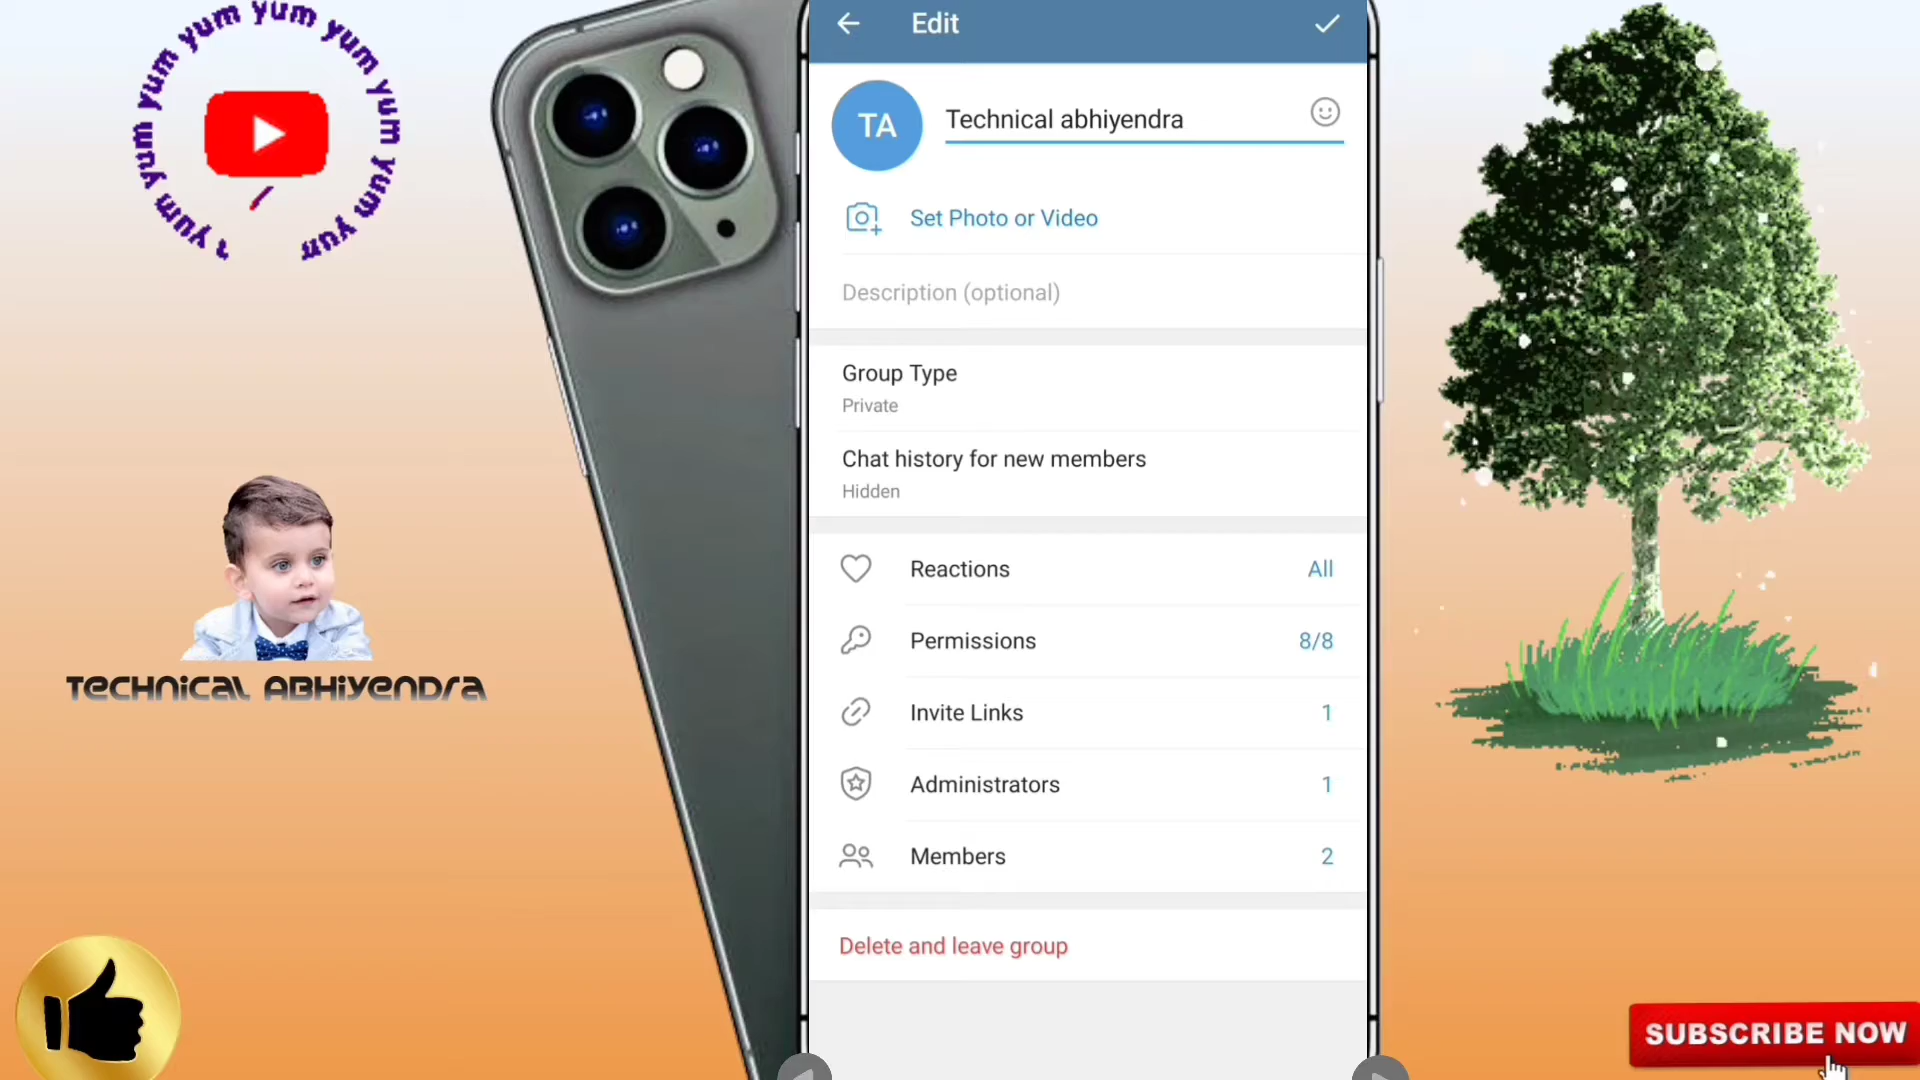 yum yum yum yum yum yum yum yum yum yun
TECHNICAL ABHIYENDRA
Edit
TA
Technical abhiyendra
Set Photo or Video
Description (optional)
Group Type
Private
Chat history for new members
Hidden
Reactions All
Permissions 8/8
Invite Links 1
Administrators 1
Members 2
Delete and leave group
SUBSCRIBE NOW